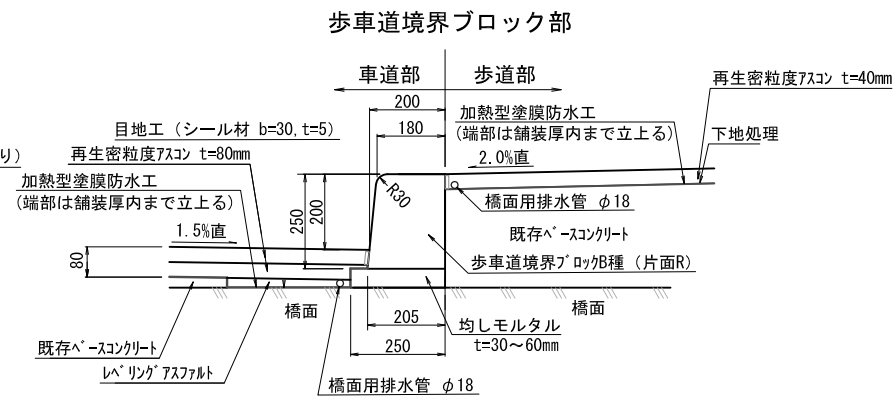 歩車道境界ブロック部
車道部
歩道部
再生密粒度ｱｽｺﾝ t=40mm
200
加熱型塗膜防水工
(端部は舗装厚内まで立上る)
下地処理
目地工 (シール材 b=30,t=5)
180
り)
再生密粒度ｱｽｺﾝ t=80mm
2.0%直
加熱型塗膜防水工
(端部は舗装厚内まで立上る)
R30
橋面用排水管 φ18
250
200
1.5%直
既存ﾍﾞｰｽｺﾝｸﾘｰﾄ
80
歩車道境界ﾌﾞﾛｯｸB種 (片面R)
橋面
橋面
205
均しモルタル
t=30～60mm
既存ﾍﾞｰｽｺﾝｸﾘｰﾄ
250
ﾚﾍﾞﾘﾝｸﾞｱｽﾌｧﾙﾄ
橋面用排水管 φ18